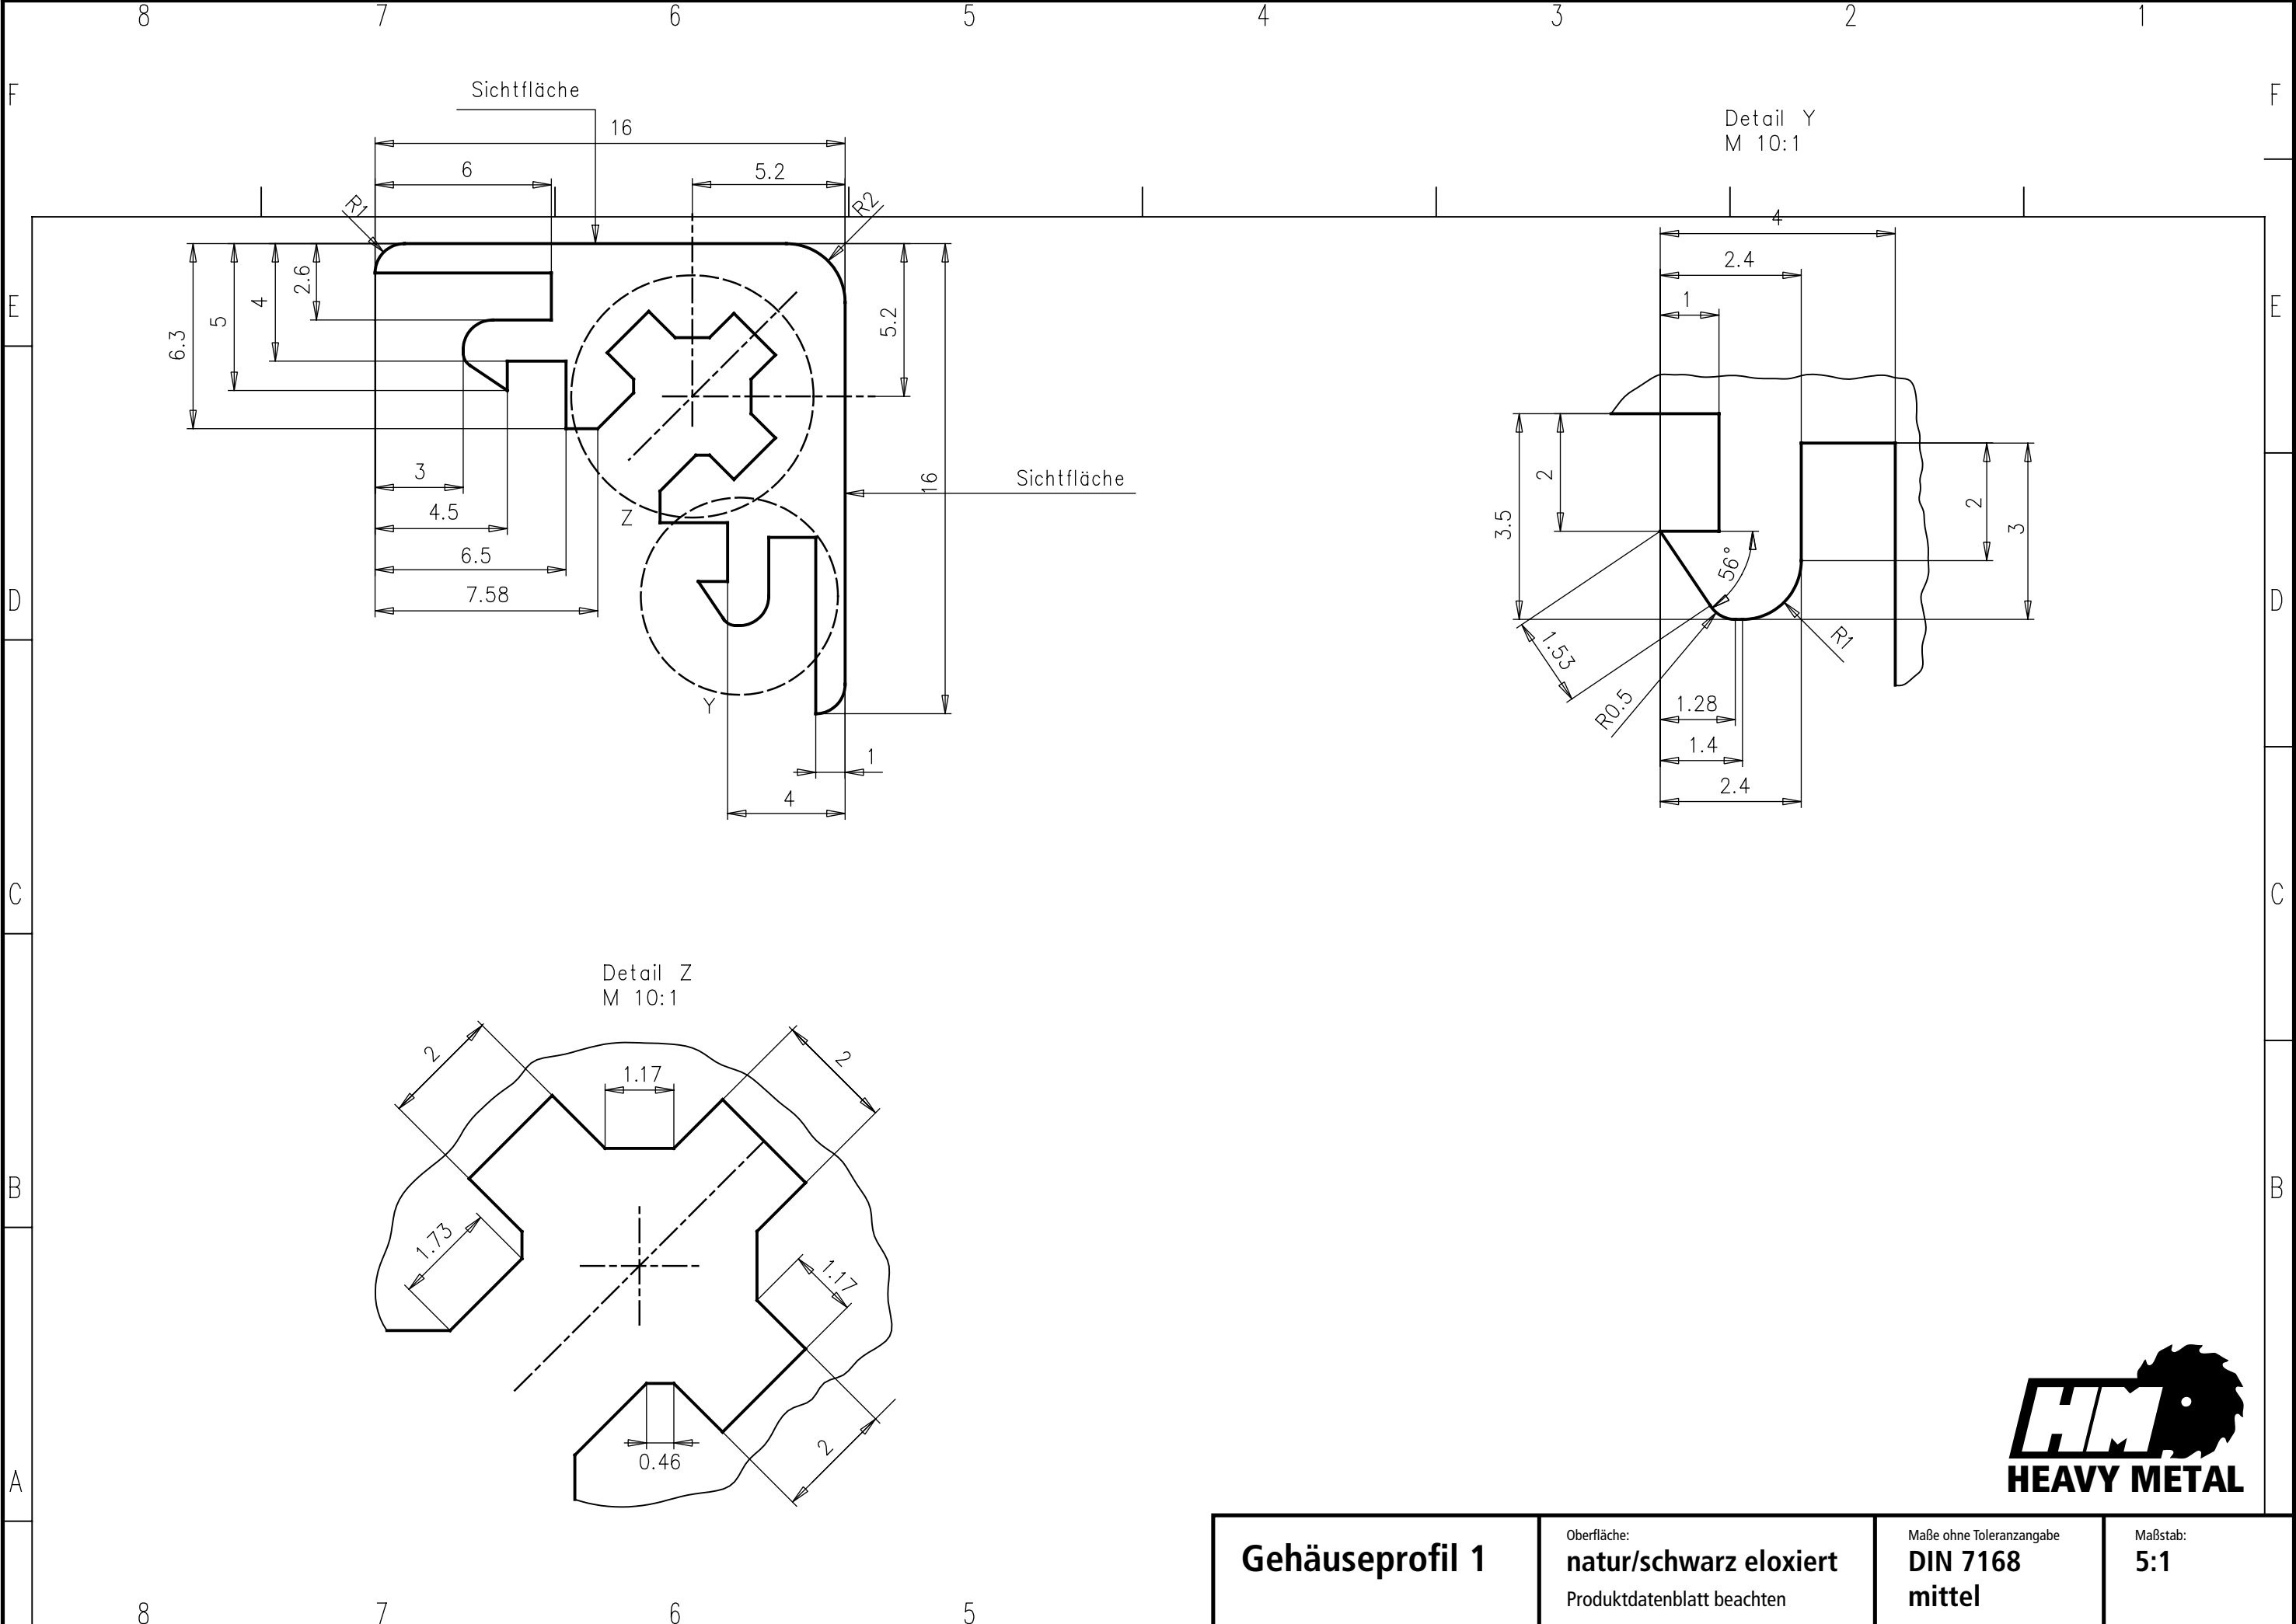 8 7 6 5 4 3 2 1
F F
Sichtfläche
Detail Y
M 10:1
16
6 5.2
R1 R2
4
2.4
1
E E
6.3 5 4 2.6 5.2
3
4.5
6.5
7.58
Z
16
Sichtfläche
3.5 2 2 3
56°
D D
1.53
R0.5
R1
1.28
1.4
2.4
Y
1
4
C C
Detail Z
M 10:1
2 2
1.17
B B
1.73
1.17
0.46
2
A
HM
HEAVY METAL
Gehäuseprofil 1
Oberfläche:
natur/schwarz eloxiert
Produktdatenblatt beachten
Maße ohne Toleranzangabe
DIN 7168
mittel
Maßstab:
5:1
8 7 6 5